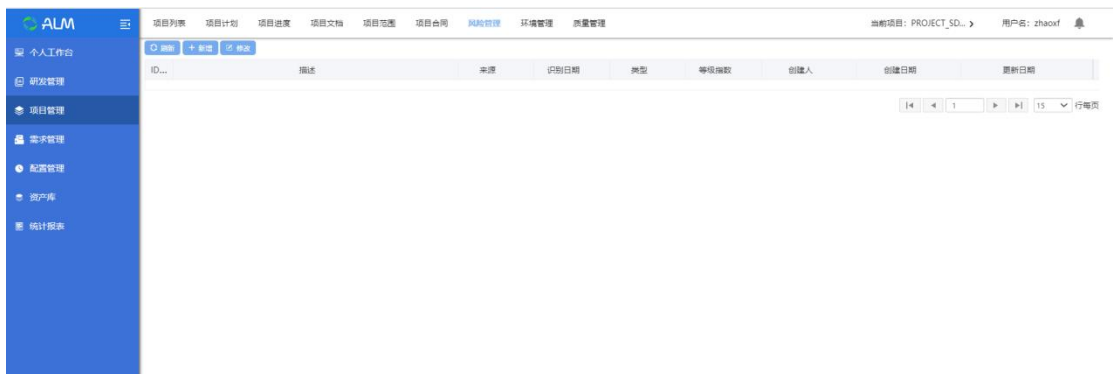 ALM
项目列表 项目计划 项目进度 项目文档 项目范围 项目合同 风险管理 环境管理 质量管理 当前项目: PROJECT_SD... 用户名: zhaoxf
个人工作台
研发管理
项目管理
需求管理
配置管理
资产库
统计报表
刷新 新增 修改
ID... 描述 来源 识别日期 类型 等级指数 创建人 创建日期 更新日期
1 15 行每页